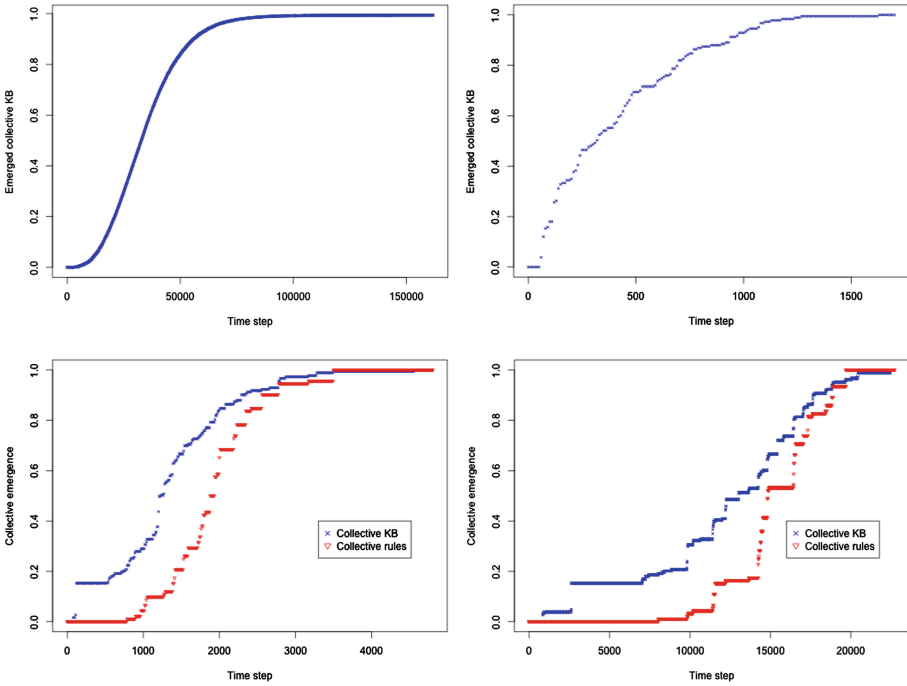 1.0
0.8
0.6
0.4
0.2
0.0
Emerged collective KB
0 50000 100000 150000
Time step
1.0
0.8
0.6
0.4
0.2
0.0
Emerged collective KB
0 500 1000 1500
Time step
1.0
0.8
0.6
0.4
0.2
0.0
Collective emergence
Collective KB
Collective rules
0 1000 2000 3000 4000
Time step
1.0
0.8
0.6
0.4
0.2
0.0
Collective emergence
Collective KB
Collective rules
0 5000 10000 15000 20000
Time step